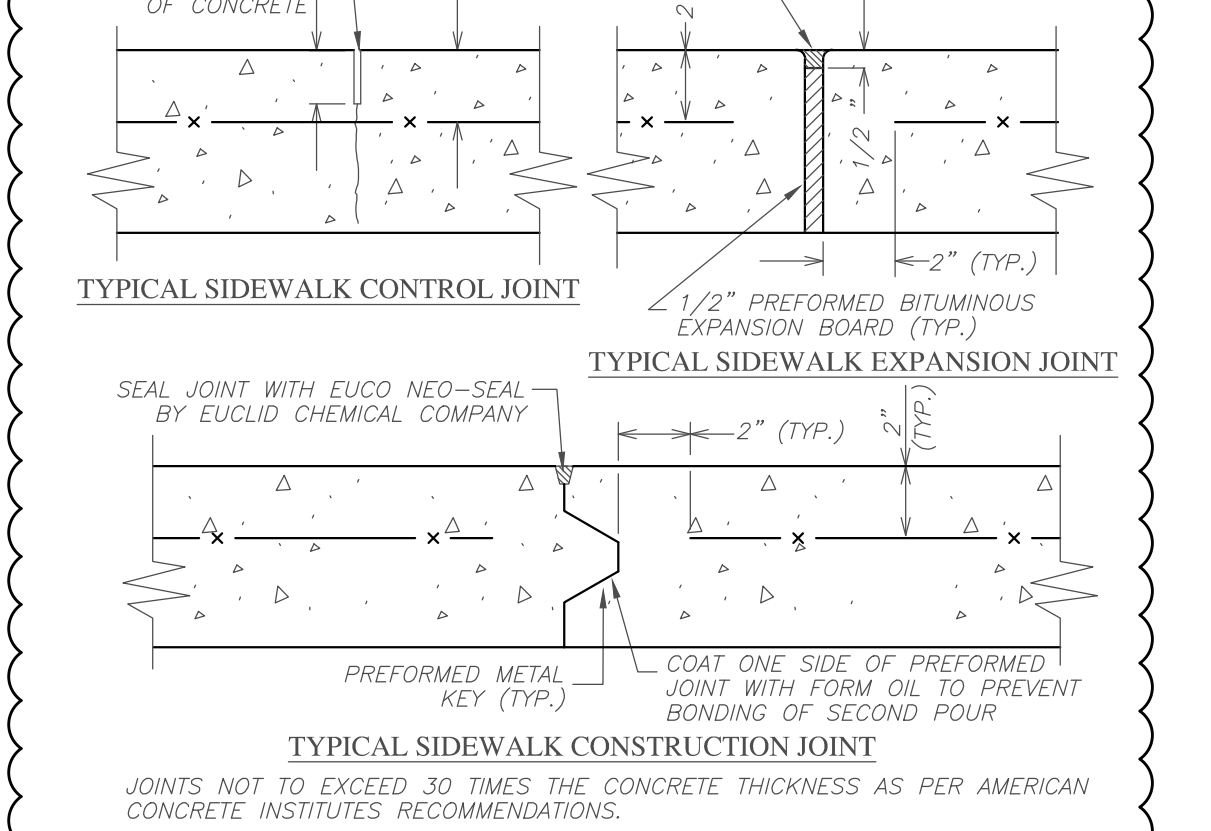 OF CONCRETE
2
1/2 "
2" (TYP.)
TYPICAL SIDEWALK CONTROL JOINT
1/2" PREFORMED BITUMINOUS
EXPANSION BOARD (TYP.)
TYPICAL SIDEWALK EXPANSION JOINT
SEAL JOINT WITH EUCO NEO-SEAL
BY EUCLID CHEMICAL COMPANY
2" (TYP.)
2"
(TYP.)
PREFORMED METAL
KEY (TYP.)
COAT ONE SIDE OF PREFORMED
JOINT WITH FORM OIL TO PREVENT
BONDING OF SECOND POUR
TYPICAL SIDEWALK CONSTRUCTION JOINT
JOINTS NOT TO EXCEED 30 TIMES THE CONCRETE THICKNESS AS PER AMERICAN
CONCRETE INSTITUTES RECOMMENDATIONS.